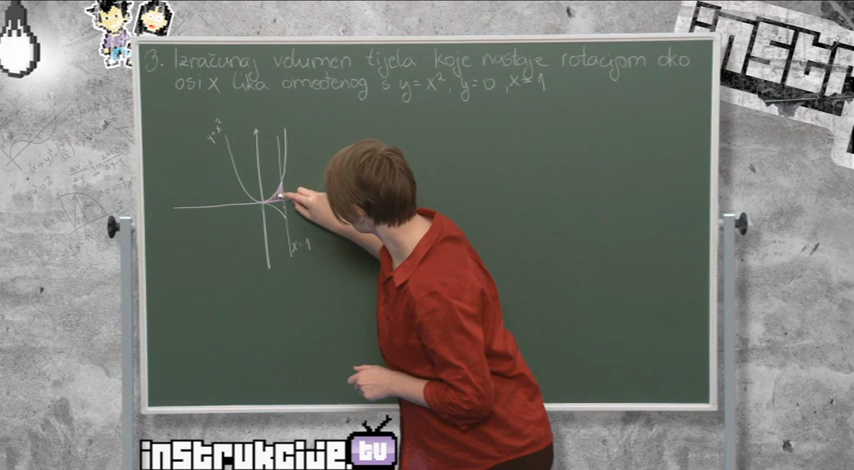 3. Izračunaj volumen tijela koje nastaje rotacijom oko
osi X lika omeđenog s y=x², y=0, x=1
y=x²
x=1
instrukcije.tv